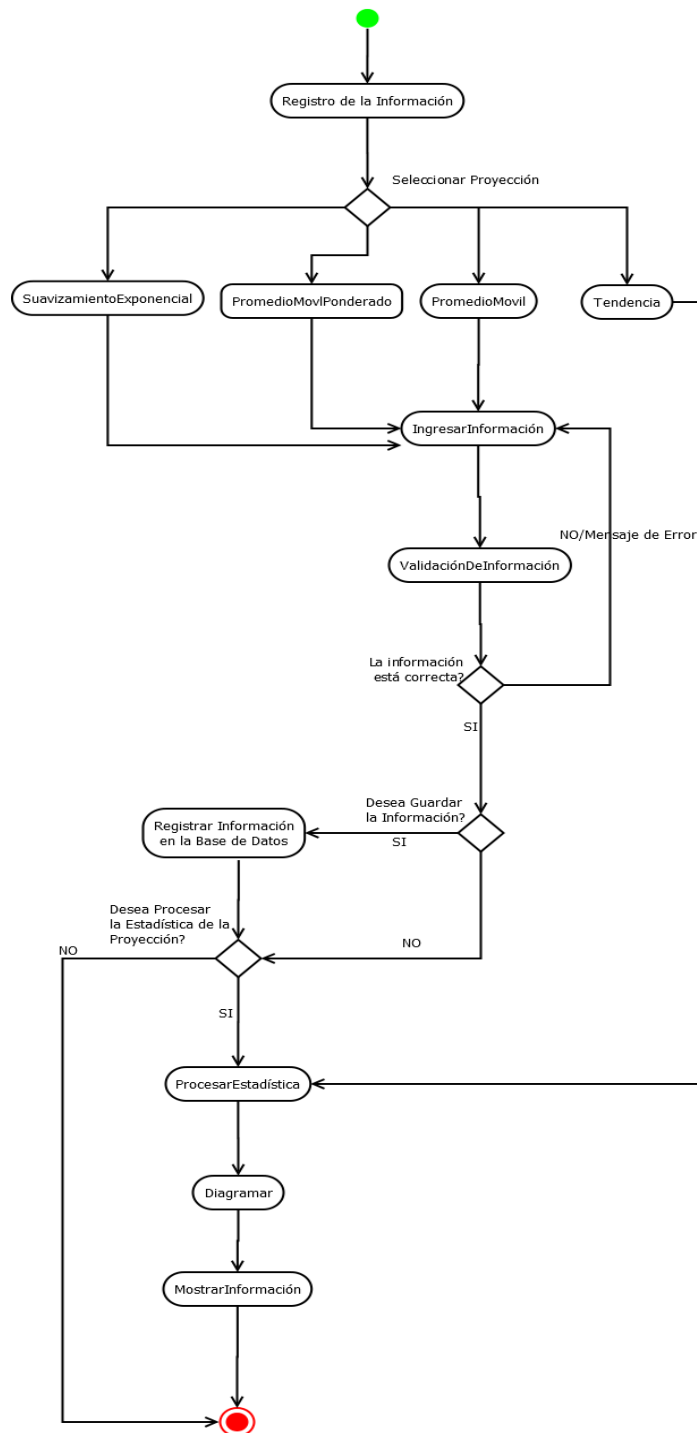 Registro de la Información
Seleccionar Proyección
SuavizamientoExponencial
PromedioMovlPonderado
PromedioMovil
Tendencia
IngresarInformación
NO/Mensaje de Error
ValidaciónDeInformación
La información
está correcta?
SI
Desea Guardar
la Información?
SI
Registrar Información
en la Base de Datos
Desea Procesar
la Estadística de la
Proyección?
NO
NO
SI
ProcesarEstadística
Diagramar
MostrarInformación